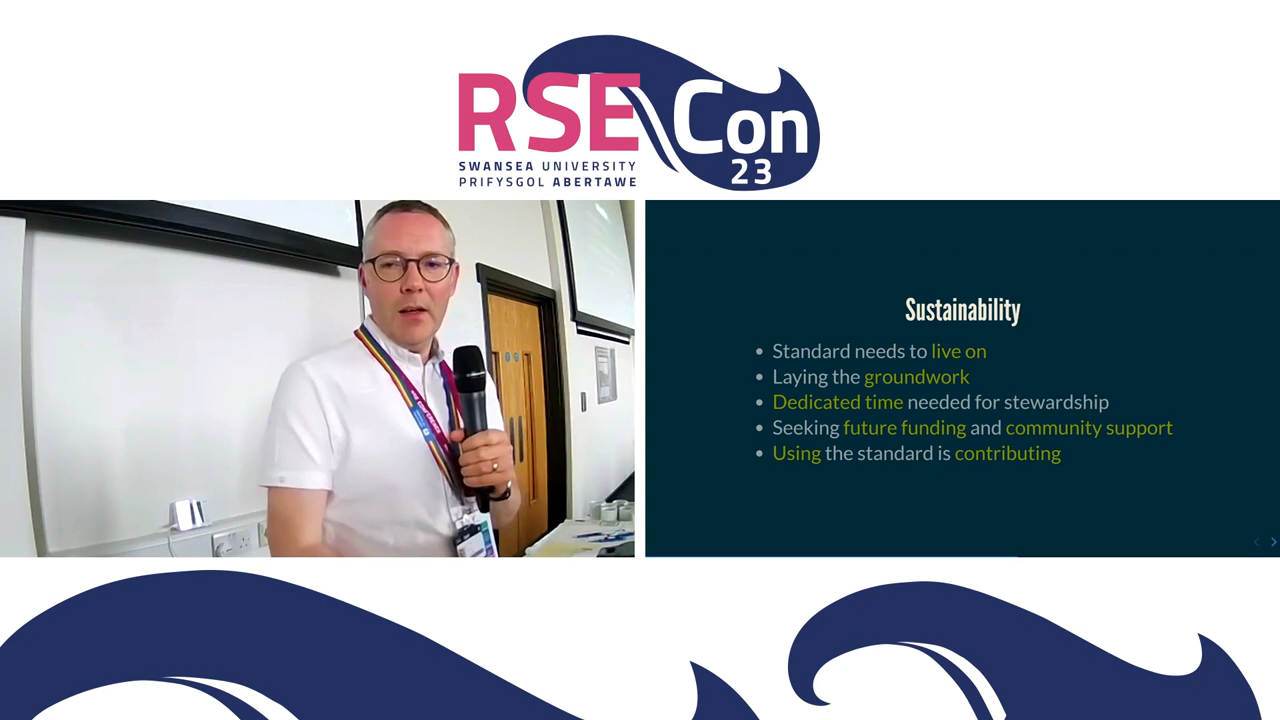 RSE Con
23
SWANSEA UNIVERSITY
PRIFYSGOL ABERTAWE
Sustainability
• Standard needs to live on
• Laying the groundwork
• Dedicated time needed for stewardship
• Seeking future funding and community support
• Using the standard is contributing